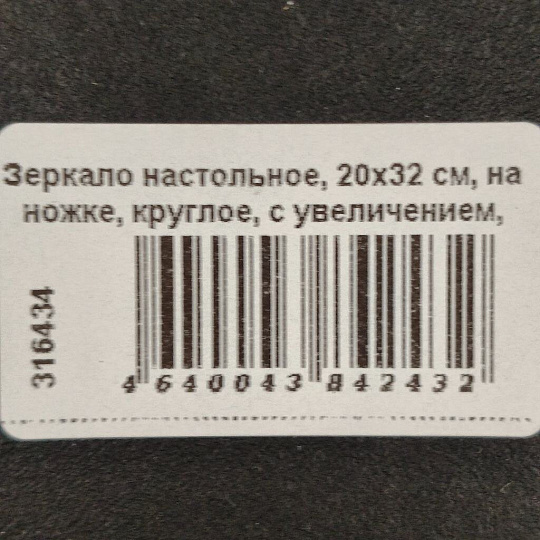 Зеркало настольное, 20х32 см, на
ножке, круглое, с увеличением,
316434
4 640043 842432